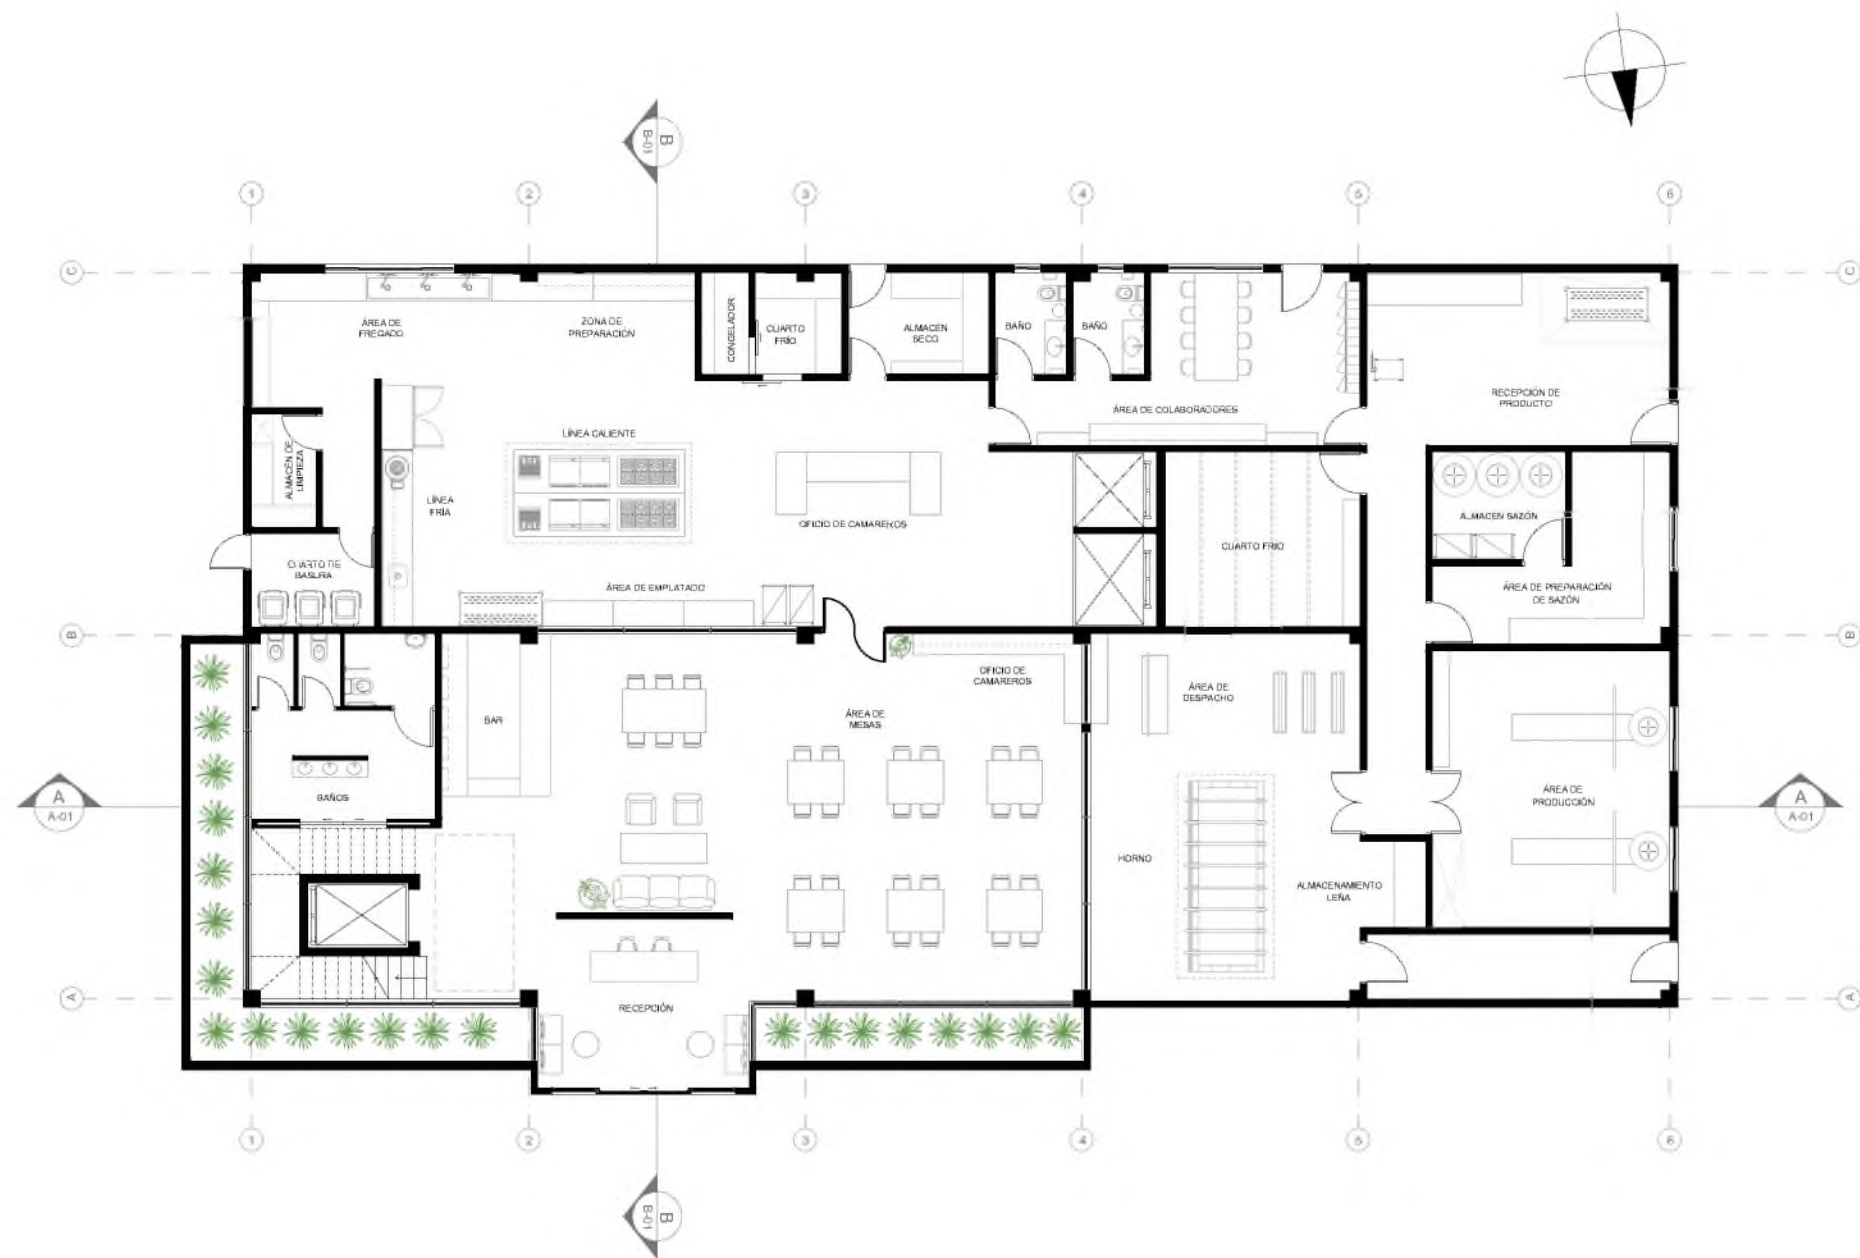 B
B-01
1
2
3
4
5
6
C
C
ÁREA DE
FREGADO
ZONA DE
PREPARACIÓN
CONGELADOR
CUARTO
FRÍO
ALMACEN
SECO
BAÑO
BAÑO
RECEPCIÓN DE
PRODUCTO
ÁREA DE COLABORADORES
LÍNEA CALIENTE
ALMACÉN DE
LIMPIEZA
LÍNEA
FRÍA
OFICIO DE CAMAREROS
ALMACEN SAZÓN
CUARTO FRIO
CUARTO DE
BASURA
ÁREA DE EMPLATADO
ÁREA DE PREPARACIÓN
DE SAZÓN
B
B
OFICIO DE
CAMAREROS
ÁREA DE
DESPACHO
BAR
ÁREA DE
MESAS
BAÑOS
ÁREA DE
PRODUCCIÓN
A
A-01
A
A-01
HORNO
ALMACENAMIENTO
LEÑA
A
A
RECEPCIÓN
1
2
3
4
5
6
B
B-01